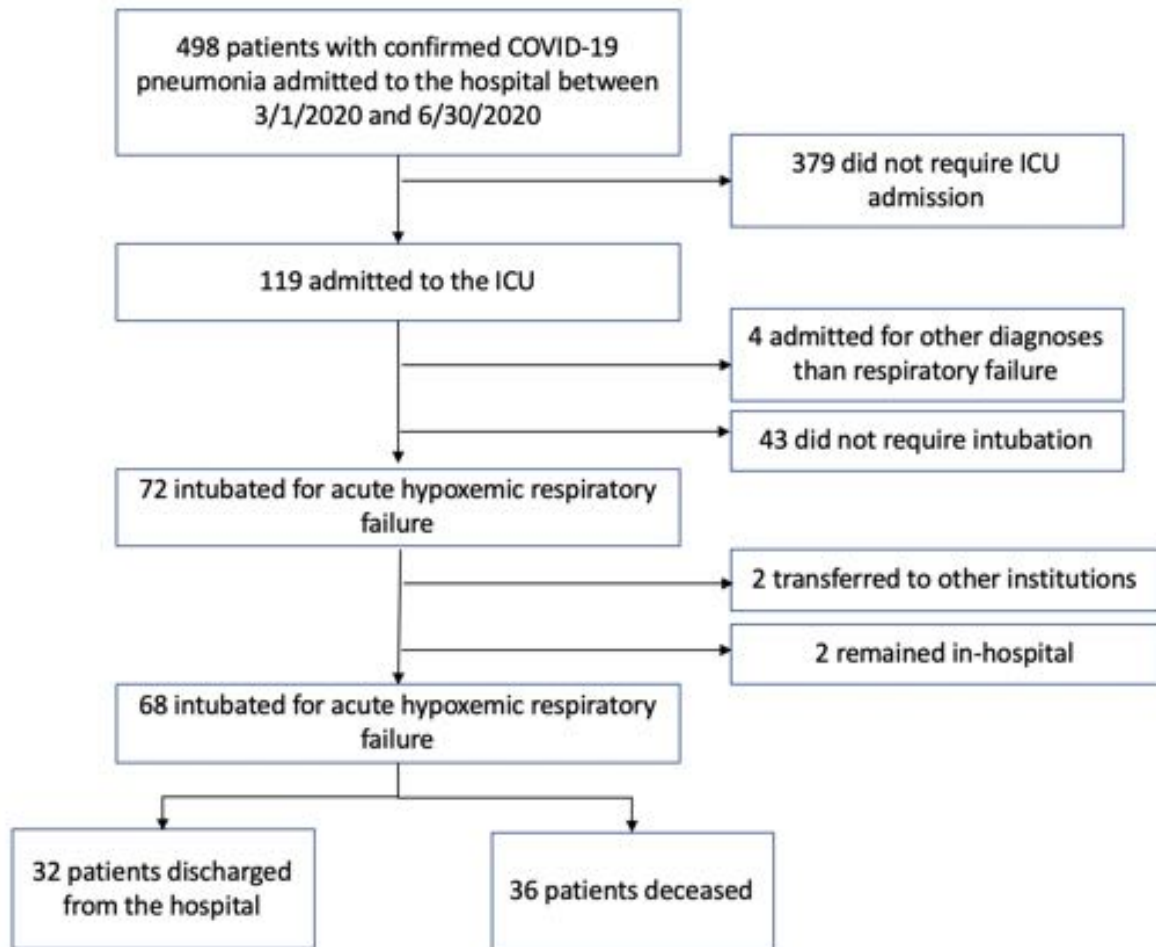 498 patients with confirmed COVID-19
pneumonia admitted to the hospital between
3/1/2020 and 6/30/2020
379 did not require ICU
admission
119 admitted to the ICU
4 admitted for other diagnoses
than respiratory failure
43 did not require intubation
72 intubated for acute hypoxemic respiratory
failure
2 transferred to other institutions
2 remained in-hospital
68 intubated for acute hypoxemic respiratory
failure
32 patients discharged
from the hospital
36 patients deceased